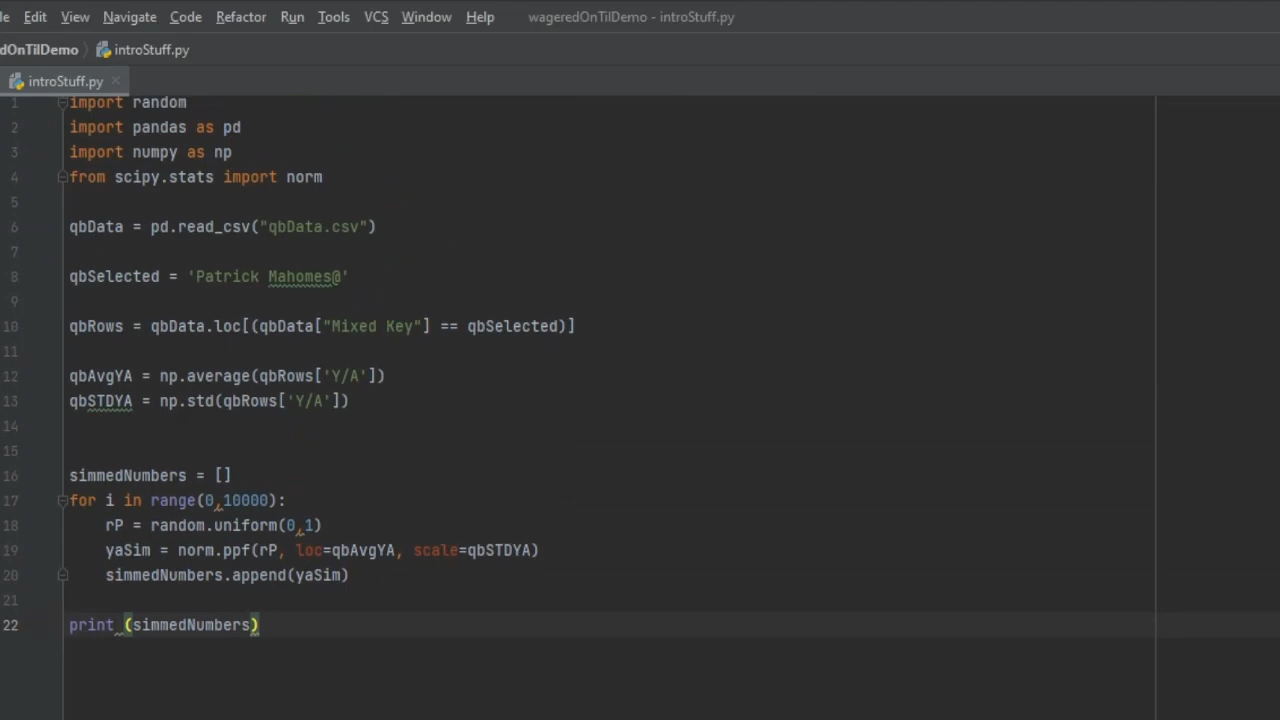 le Edit View Navigate Code Refactor Run Tools VCS Window Help wageredOnTilDemo - introStuff.py
dOnTilDemo introStuff.py
introStuff.py
1 import random
2 import pandas as pd
3 import numpy as np
4 from scipy.stats import norm
5
6 qbData = pd.read_csv("qbData.csv")
7
8 qbSelected = 'Patrick Mahomes@'
9
10 qbRows = qbData.loc[(qbData["Mixed Key"] == qbSelected)]
11
12 qbAvgYA = np.average(qbRows['Y/A'])
13 qbSTDYA = np.std(qbRows['Y/A'])
14
15
16 simmedNumbers = []
17 for i in range(0,10000):
18 rP = random.uniform(0,1)
19 yaSim = norm.ppf(rP, loc=qbAvgYA, scale=qbSTDYA)
20 simmedNumbers.append(yaSim)
21
22 print (simmedNumbers)